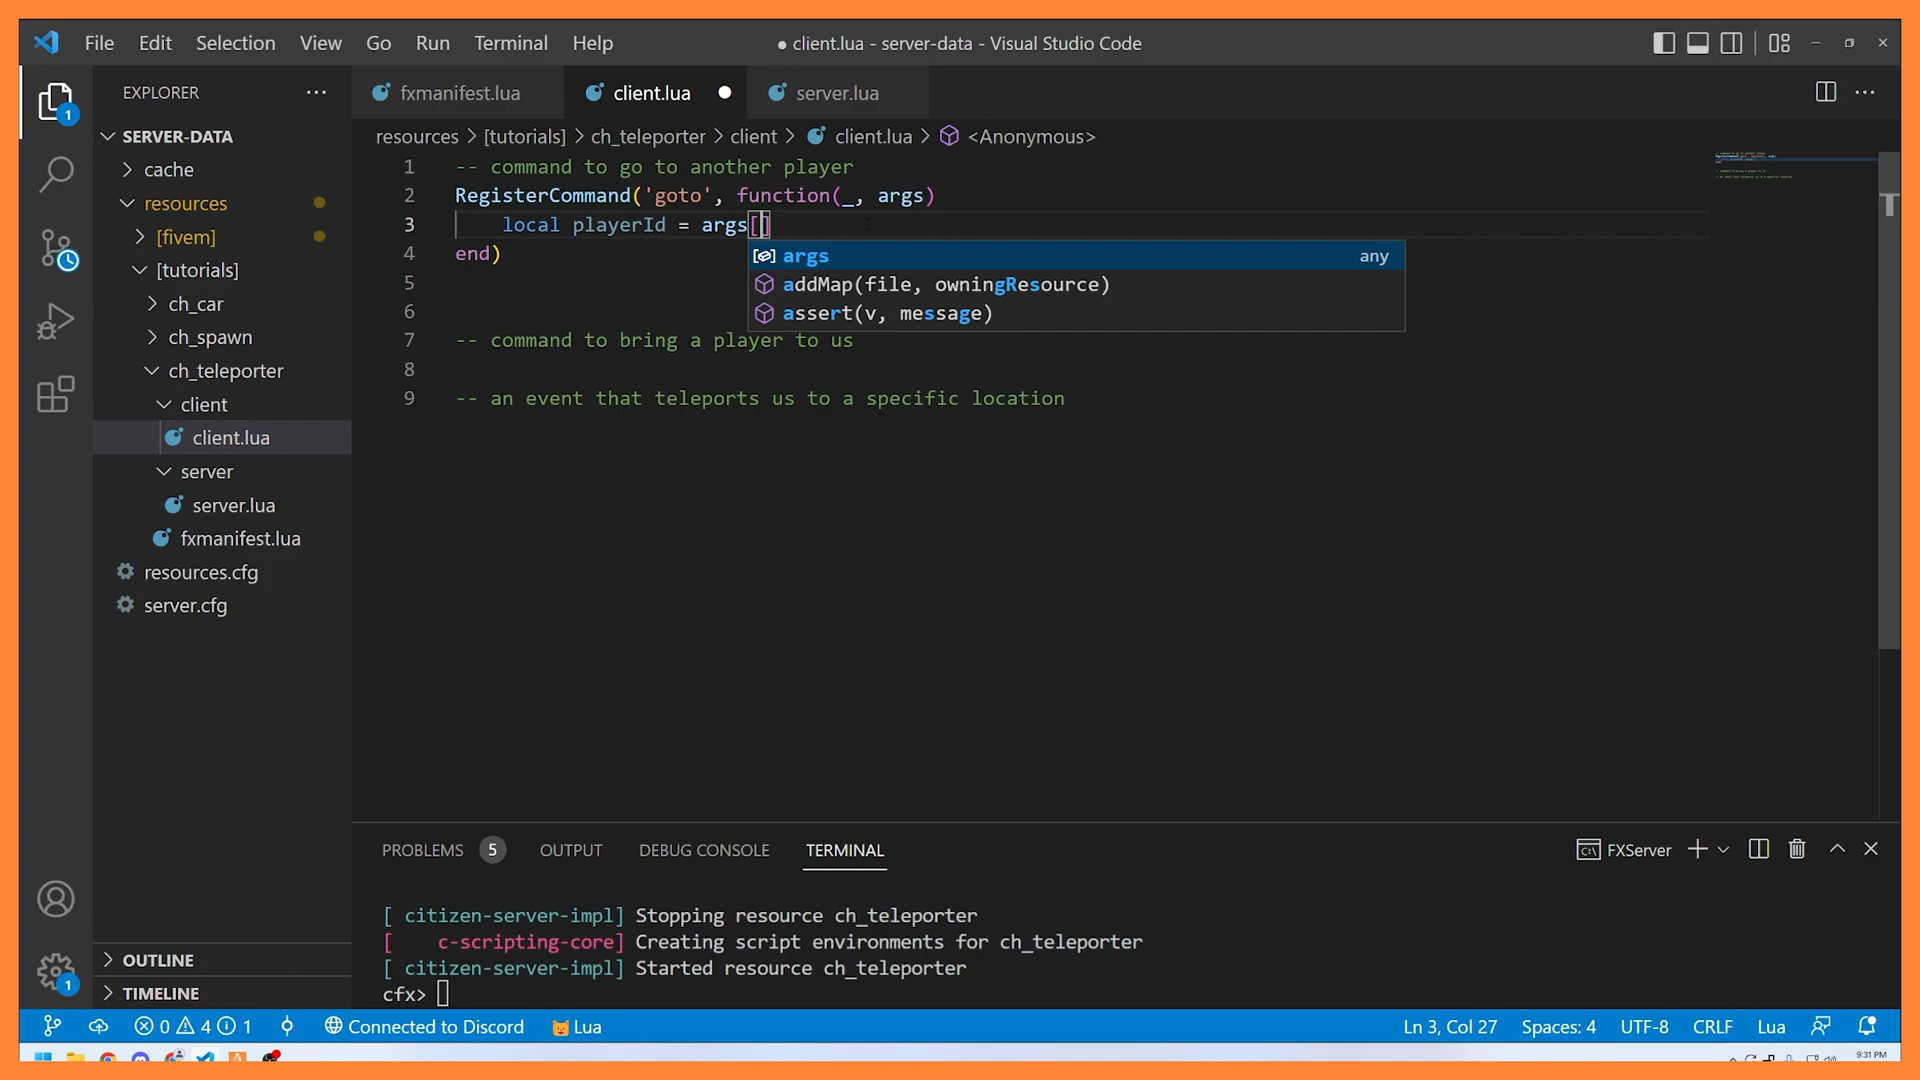 File Edit Selection View Go Run Terminal Help
● client.lua - server-data - Visual Studio Code
EXPLORER
fxmanifest.lua
client.lua
server.lua
SERVER-DATA
cache
resources
[fivem]
[tutorials]
ch_car
ch_spawn
ch_teleporter
client
client.lua
server
server.lua
fxmanifest.lua
resources.cfg
server.cfg
OUTLINE
TIMELINE
1
1
resources > [tutorials] > ch_teleporter > client > client.lua > <Anonymous>
1 -- command to go to another player
2 RegisterCommand('goto', function(_, args)
3 local playerId = args[]
4 end)
5
6
7 -- command to bring a player to us
8
9 -- an event that teleports us to a specific location
args any
addMap(file, owningResource)
assert(v, message)
PROBLEMS 5 OUTPUT DEBUG CONSOLE TERMINAL
FXServer
[ citizen-server-impl] Stopping resource ch_teleporter
[ c-scripting-core] Creating script environments for ch_teleporter
[ citizen-server-impl] Started resource ch_teleporter
cfx>
0 4 1 Connected to Discord Lua
Ln 3, Col 27 Spaces: 4 UTF-8 CRLF Lua
9:31 PM